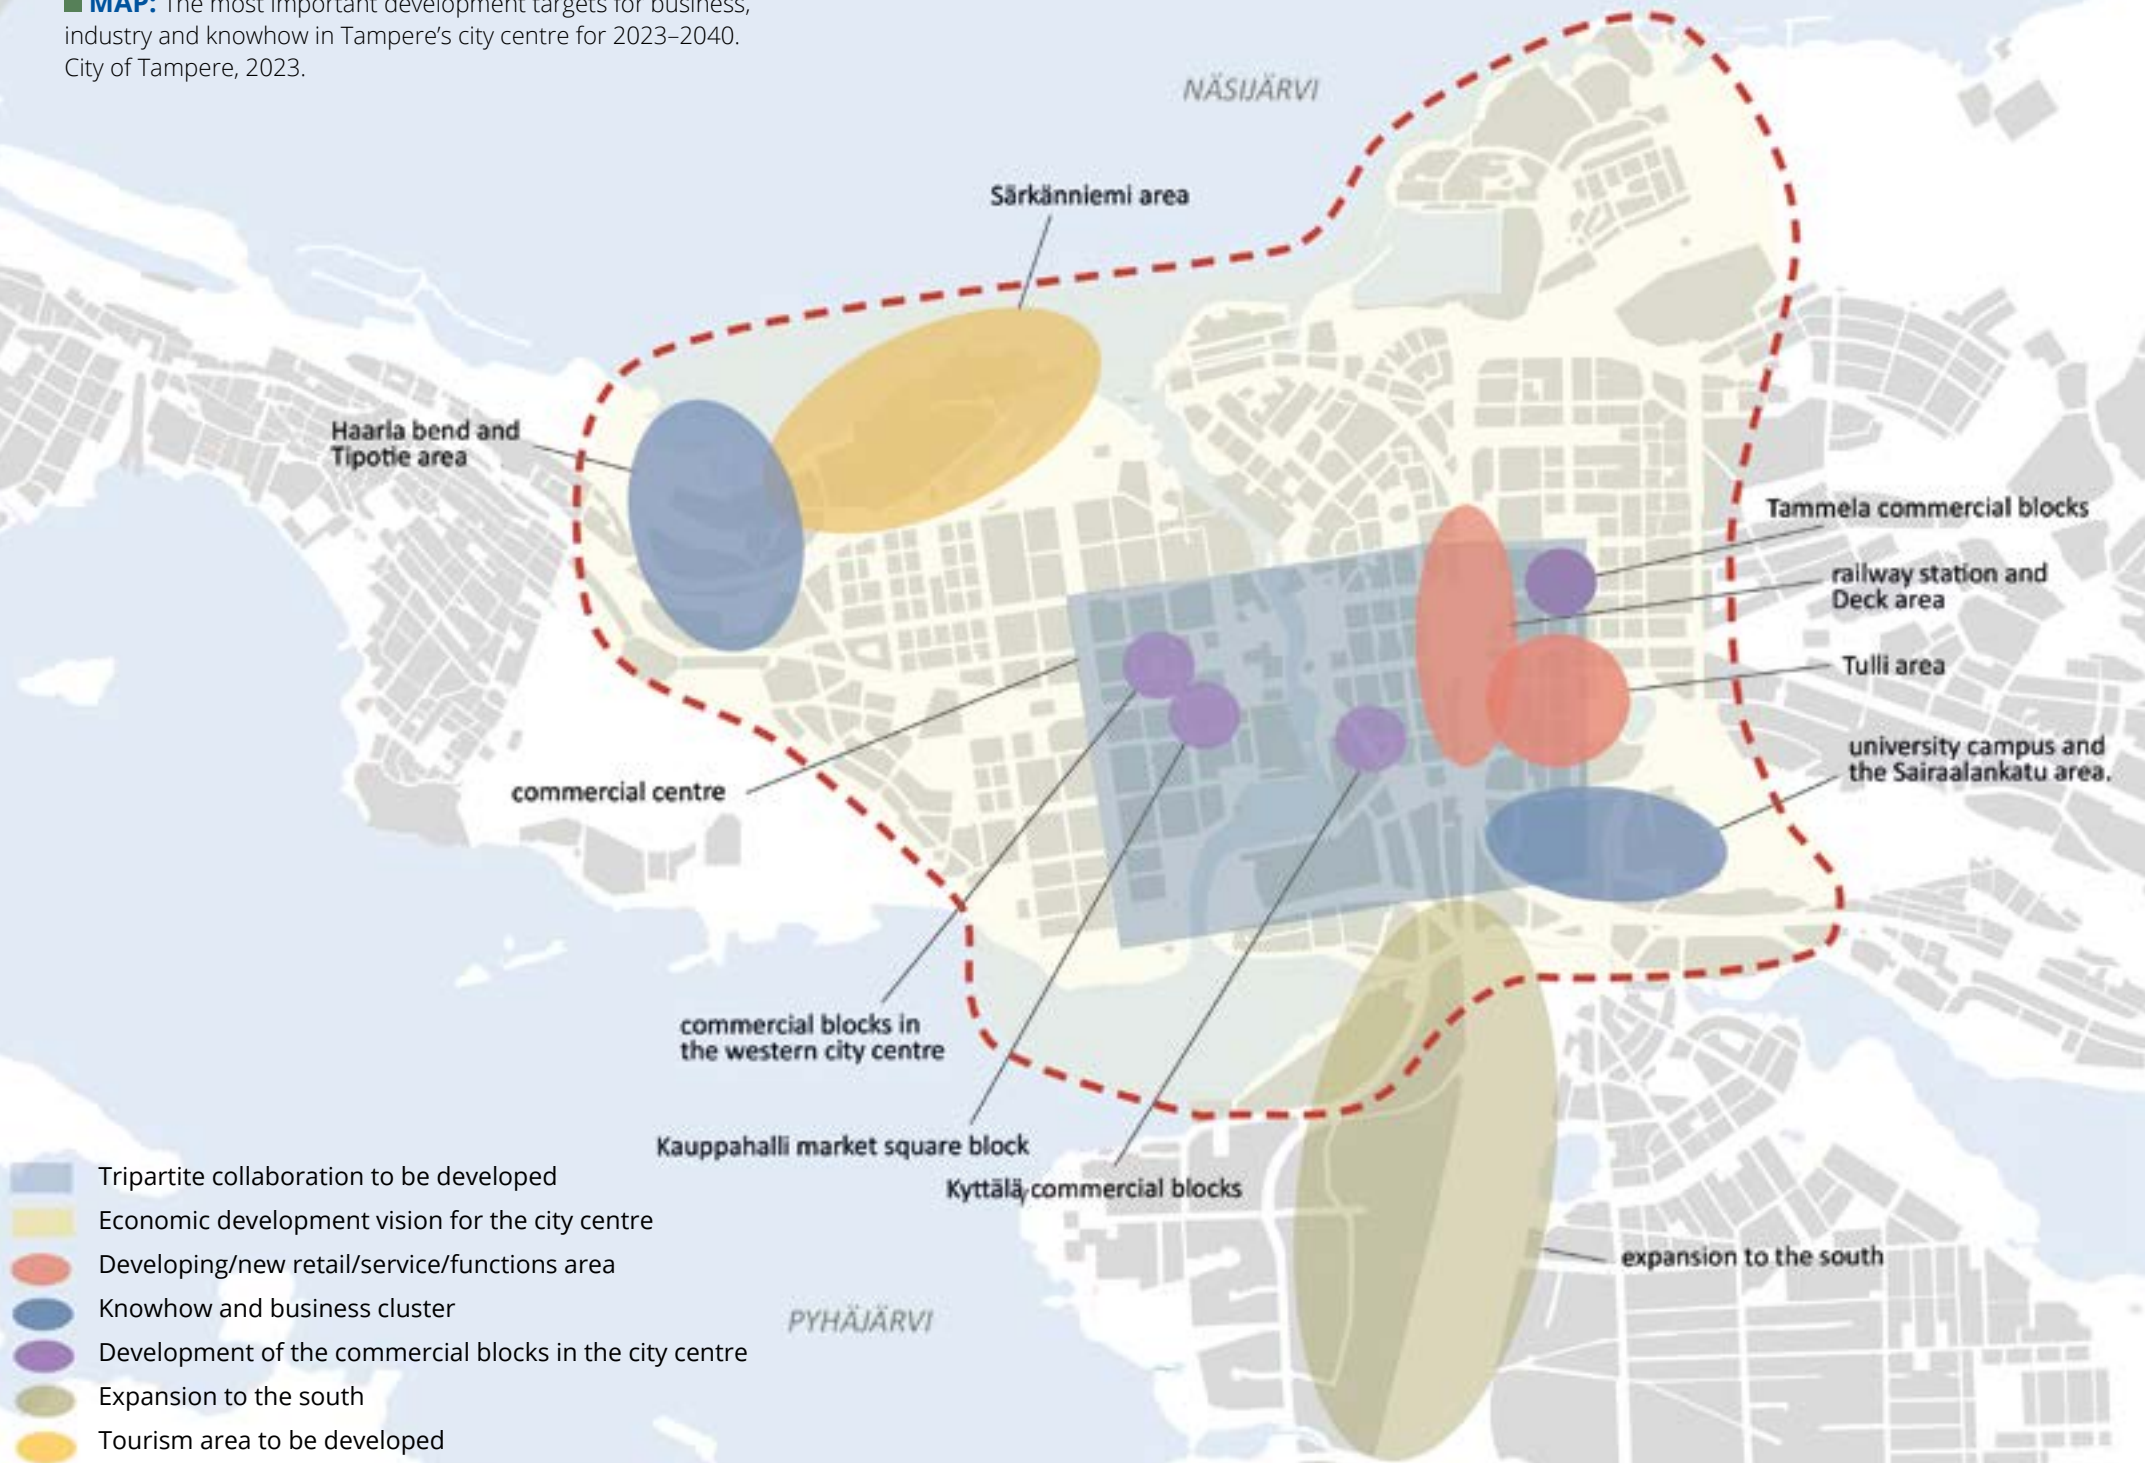 MAP: The most important development targets for business,
industry and knowhow in Tampere's city centre for 2023–2040.
City of Tampere, 2023.
NÄSIJÄRVI
Särkänniemi area
Haarla bend and
Tipotie area
Tammela commercial blocks
railway station and
Deck area
Tulli area
university campus and
the Sairaalankatu area.
commercial centre
commercial blocks in
the western city centre
Kauppahalli market square block
Kyttälä commercial blocks
expansion to the south
PYHÄJÄRVI
Tripartite collaboration to be developed
Economic development vision for the city centre
Developing/new retail/service/functions area
Knowhow and business cluster
Development of the commercial blocks in the city centre
Expansion to the south
Tourism area to be developed